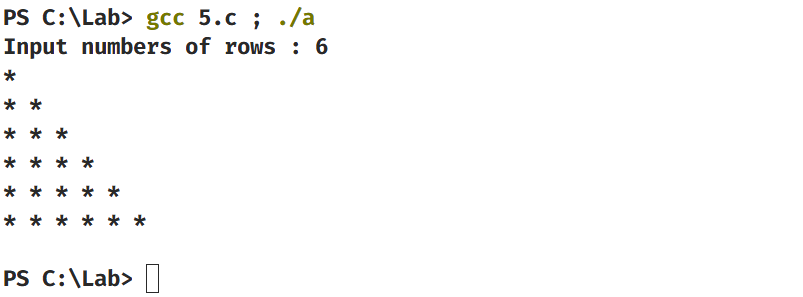 PS C:\Lab> gcc 5.c ; ./a
Input numbers of rows : 6
*
* *
* * *
* * * *
* * * * *
* * * * * *
PS C:\Lab>